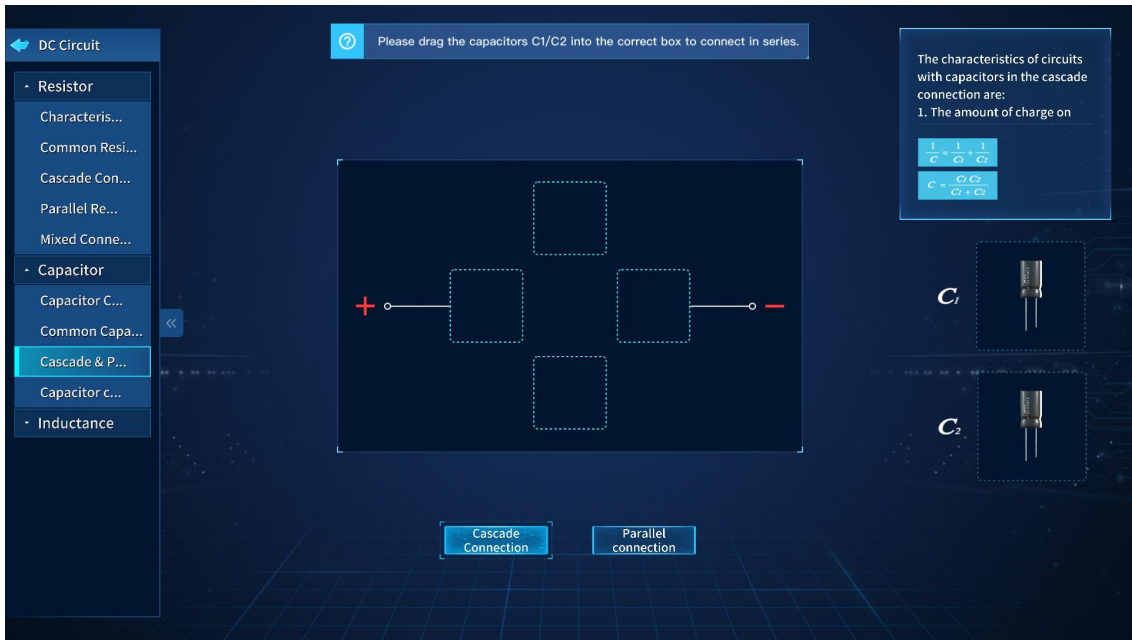 DC Circuit
Please drag the capacitors C1/C2 into the correct box to connect in series.
Resistor
Characteris...
Common Resi...
Cascade Con...
Parallel Re...
Mixed Conne...
Capacitor
Capacitor C...
Common Capa...
Cascade & P...
Capacitor c...
Inductance
The characteristics of circuits
with capacitors in the cascade
connection are:
1. The amount of charge on
1/C = 1/C1 + 1/C2
C = C1 C2/C1 + C2
+
−
C1
C2
Cascade
Connection
Parallel
connection